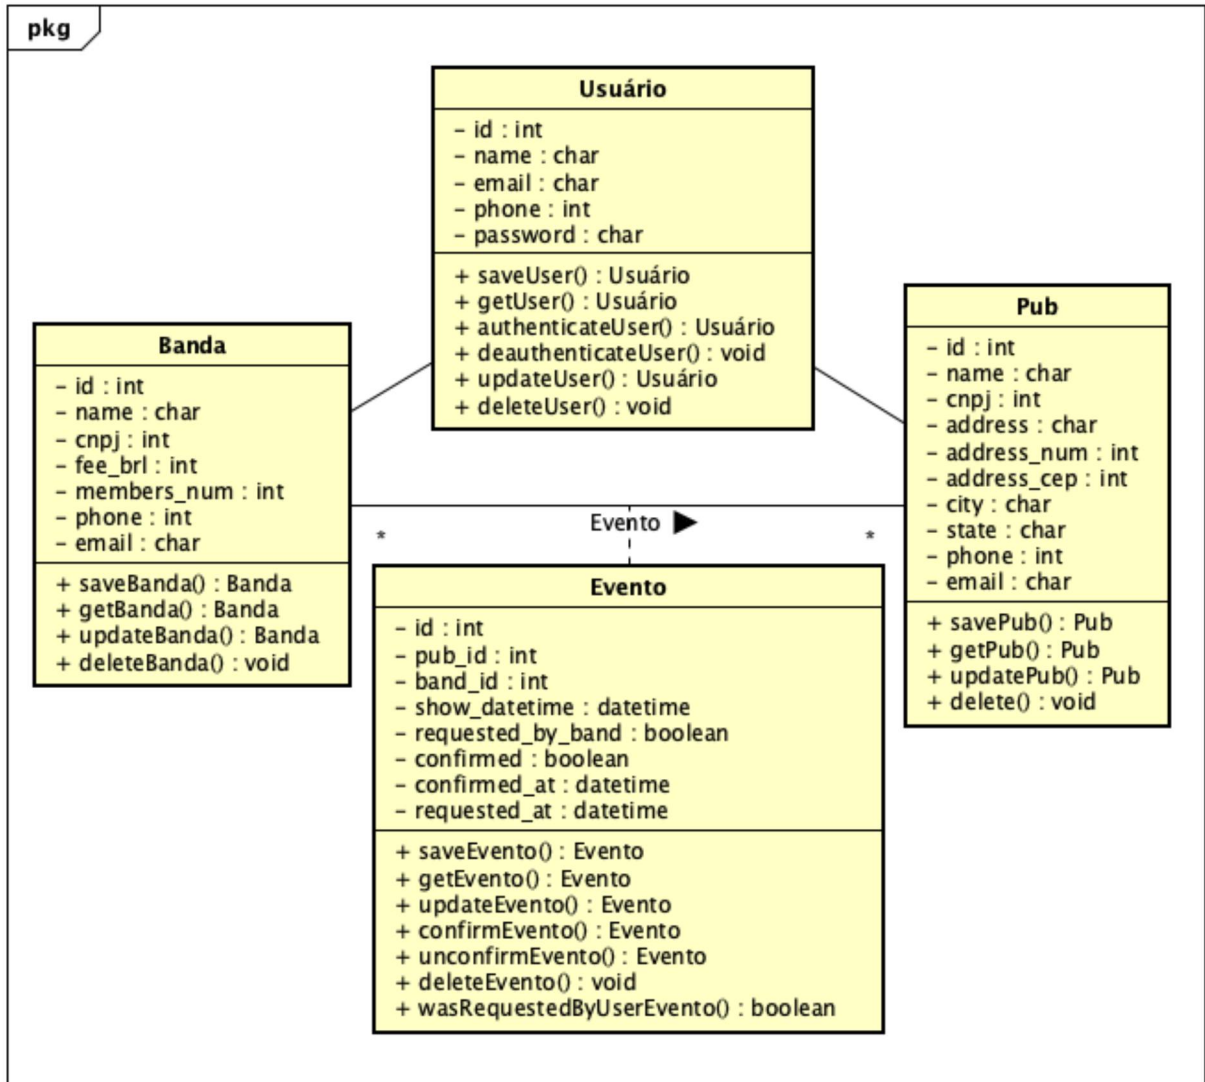 pkg
Usuário
- id : int
- name : char
- email : char
- phone : int
- password : char
+ saveUser() : Usuário
+ getUser() : Usuário
+ authenticateUser() : Usuário
+ deauthenticateUser() : void
+ updateUser() : Usuário
+ deleteUser() : void
Banda
- id : int
- name : char
- cnpj : int
- fee_brl : int
- members_num : int
- phone : int
- email : char
+ saveBanda() : Banda
+ getBanda() : Banda
+ updateBanda() : Banda
+ deleteBanda() : void
Pub
- id : int
- name : char
- cnpj : int
- address : char
- address_num : int
- address_cep : int
- city : char
- state : char
- phone : int
- email : char
+ savePub() : Pub
+ getPub() : Pub
+ updatePub() : Pub
+ delete() : void
* Evento ▶ *
Evento
- id : int
- pub_id : int
- band_id : int
- show_datetime : datetime
- requested_by_band : boolean
- confirmed : boolean
- confirmed_at : datetime
- requested_at : datetime
+ saveEvento() : Evento
+ getEvento() : Evento
+ updateEvento() : Evento
+ confirmEvento() : Evento
+ unconfirmEvento() : Evento
+ deleteEvento() : void
+ wasRequestedByUserEvento() : boolean